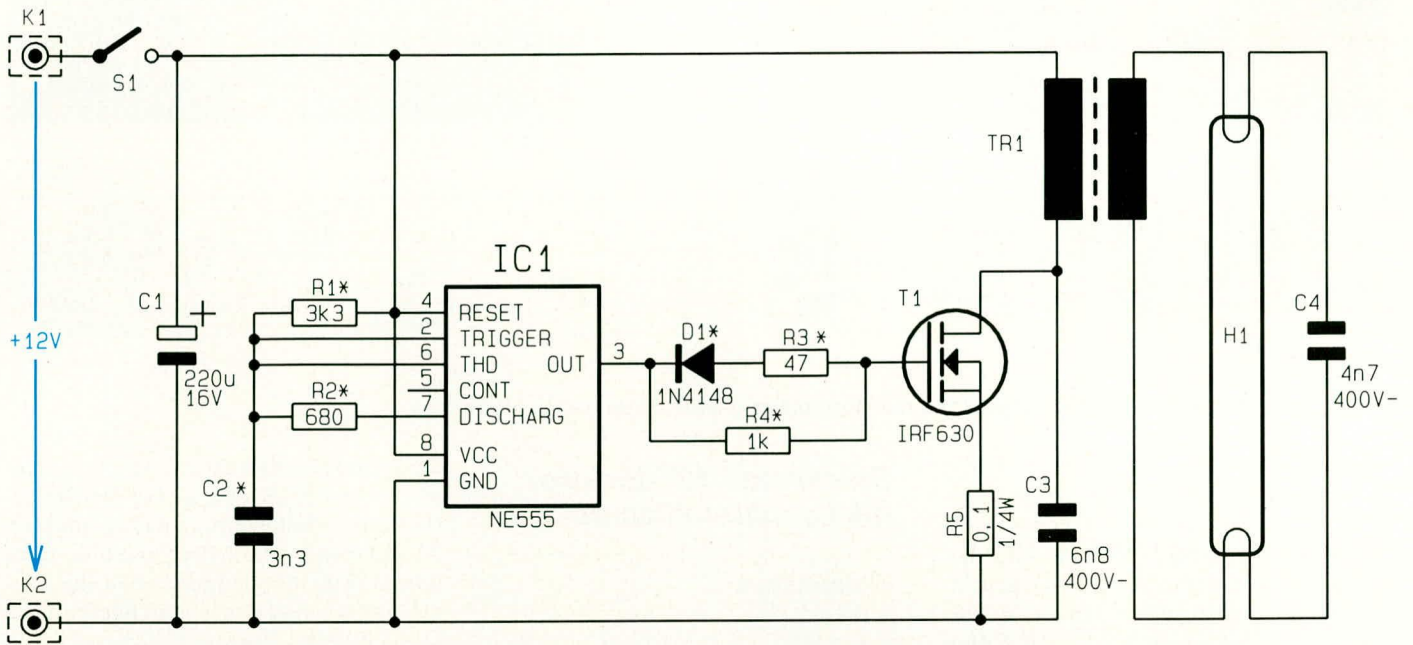 K1
S1
TR1
IC1
C1
+
220u
16V
+12V
R1*
3k3
R2*
680
C2 *
3n3
4
2
6
5
7
8
1
RESET
TRIGGER
THD
CONT
DISCHARG
VCC
GND
OUT
3
NE555
D1*
1N4148
R3 *
47
R4*
1k
T1
IRF630
R5
0,1
1/4W
C3
6n8
400V-
H1
C4
4n7
400V-
K2